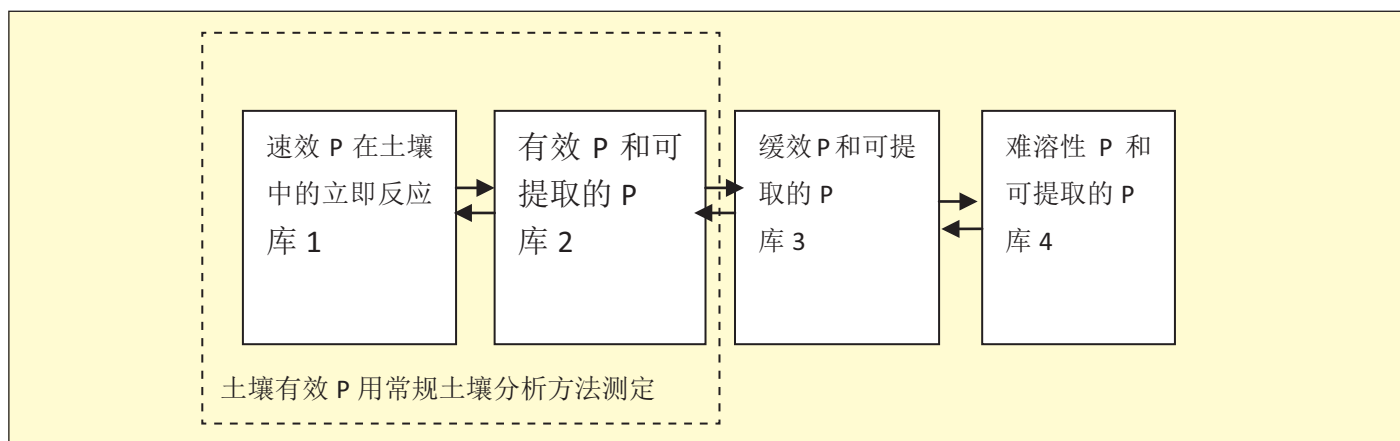 速效 P 在土壤
中的立即反应
库 1
有效 P 和可
提取的 P
库 2
缓效 P 和可提
取的 P
库 3
难溶性 P 和
可提取的 P
库 4
土壤有效 P 用常规土壤分析方法测定